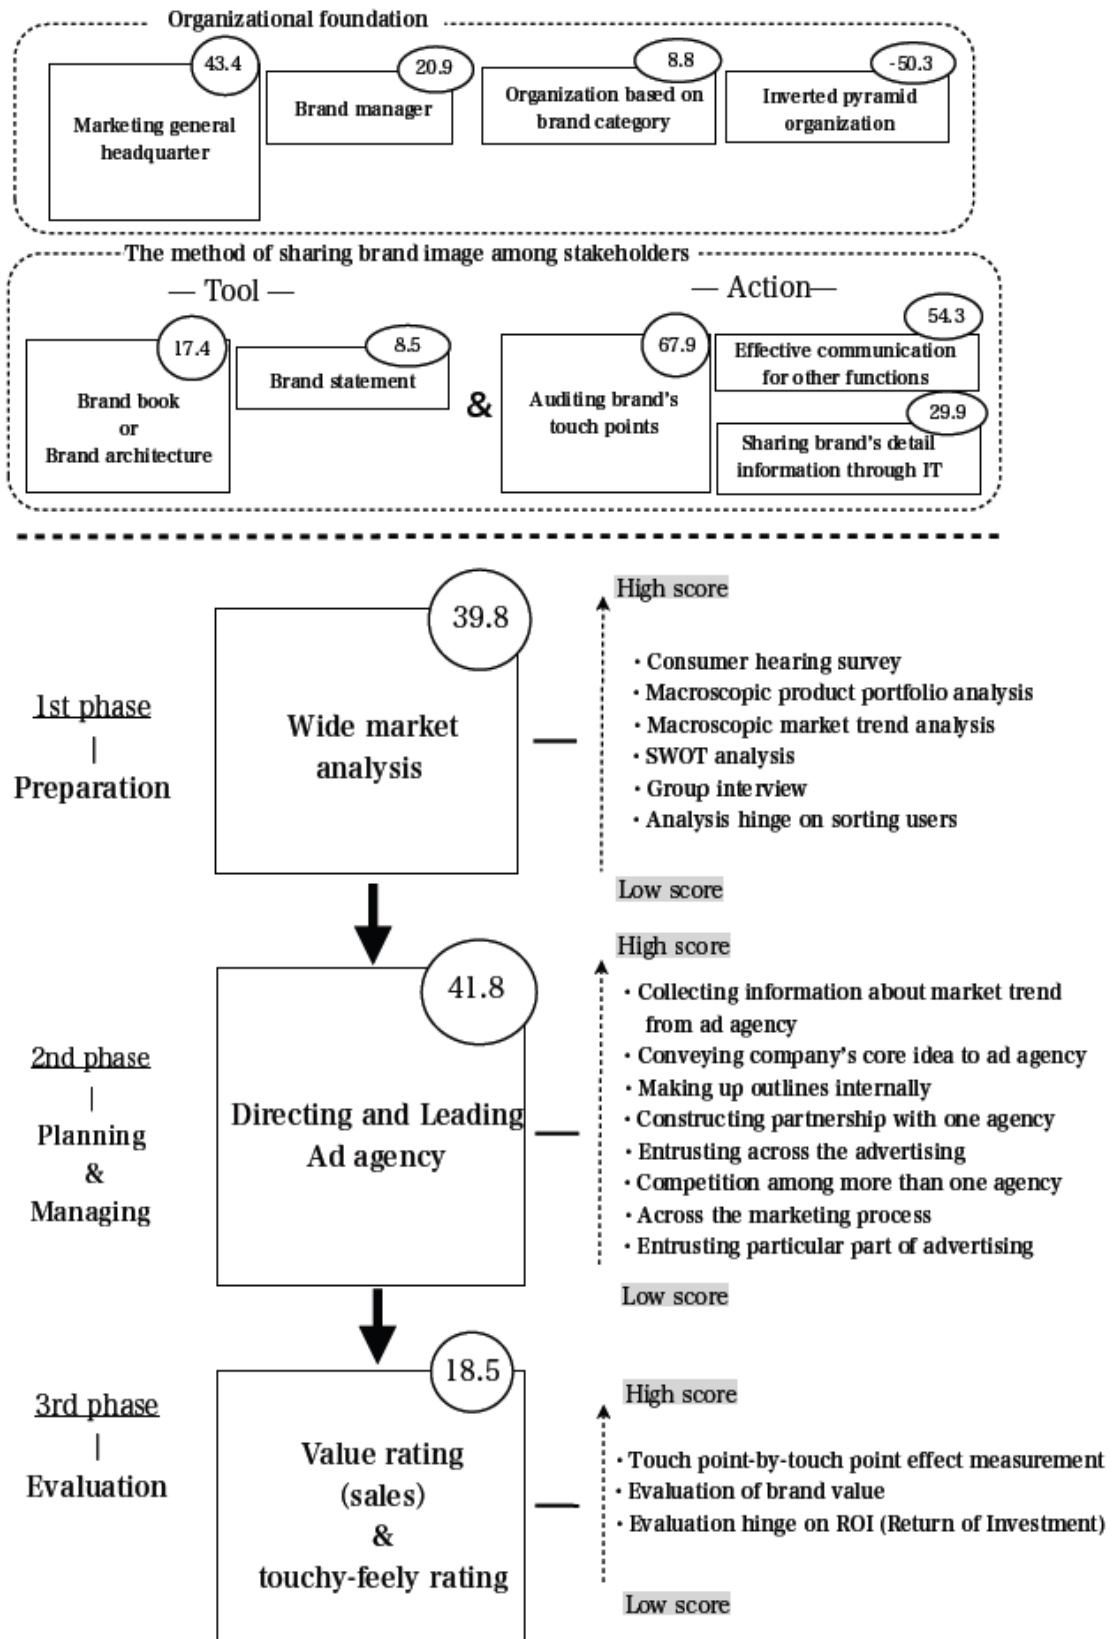 Organizational foundation
43.4
20.9
8.8
-50.3
Marketing general
headquarter
Brand manager
Organization based on
brand category
Inverted pyramid
organization
The method of sharing brand image among stakeholders
— Tool —
— Action—
17.4
8.5
67.9
54.3
Brand book
or
Brand architecture
Brand statement
&
Auditing brand's
touch points
Effective communication
for other functions
29.9
Sharing brand's detail
information through IT
1st phase
|
Preparation
39.8
Wide market
analysis
High score
・Consumer hearing survey
・Macroscopic product portfolio analysis
・Macroscopic market trend analysis
・SWOT analysis
・Group interview
・Analysis hinge on sorting users
Low score
2nd phase
|
Planning
&
Managing
41.8
Directing and Leading
Ad agency
High score
・Collecting information about market trend
from ad agency
・Conveying company's core idea to ad agency
・Making up outlines internally
・Constructing partnership with one agency
・Entrusting across the advertising
・Competition among more than one agency
・Across the marketing process
・Entrusting particular part of advertising
Low score
3rd phase
|
Evaluation
18.5
Value rating
(sales)
&
touchy-feely rating
High score
・Touch point-by-touch point effect measurement
・Evaluation of brand value
・Evaluation hinge on ROI (Return of Investment)
Low score